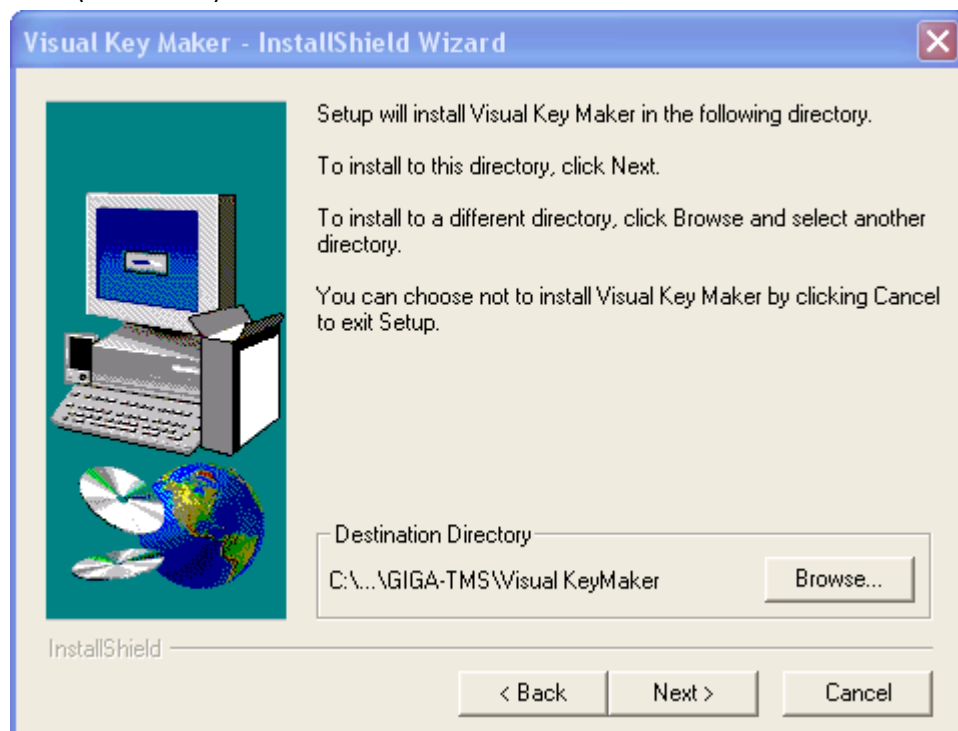 Visual Key Maker - InstallShield Wizard
Setup will install Visual Key Maker in the following directory.
To install to this directory, click Next.
To install to a different directory, click Browse and select another
directory.
You can choose not to install Visual Key Maker by clicking Cancel
to exit Setup.
Destination Directory
C:\...\GIGA-TMS\Visual KeyMaker
Browse...
InstallShield
< Back
Next >
Cancel